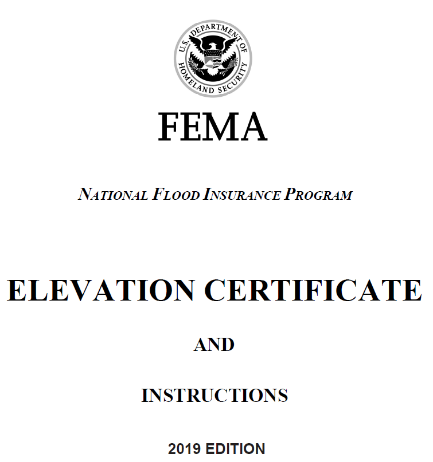 U.S. DEPARTMENT OF HOMELAND SECURITY
FEMA
NATIONAL FLOOD INSURANCE PROGRAM
ELEVATION CERTIFICATE
AND
INSTRUCTIONS
2019 EDITION